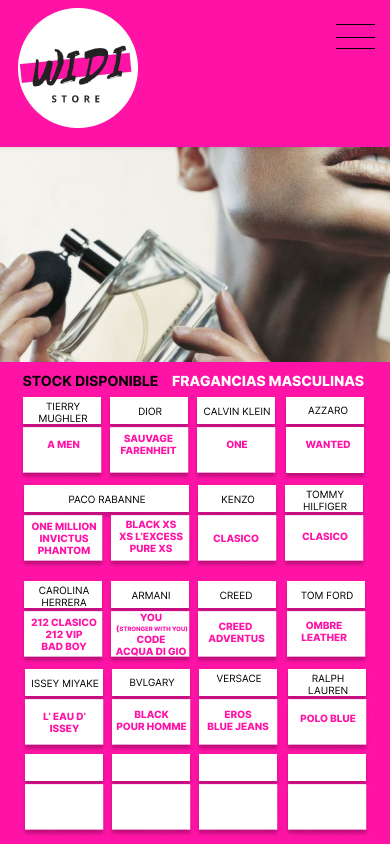 WIDI
STORE
STOCK DISPONIBLE FRAGANCIAS MASCULINAS
TIERRY
MUGHLER
DIOR
CALVIN KLEIN
AZZARO
A MEN
SAUVAGE
FARENHEIT
ONE
WANTED
PACO RABANNE
KENZO
TOMMY
HILFIGER
ONE MILLION
INVICTUS
PHANTOM
BLACK XS
XS L'EXCESS
PURE XS
CLASICO
CLASICO
CAROLINA
HERRERA
ARMANI
CREED
TOM FORD
212 CLASICO
212 VIP
BAD BOY
YOU
(STRONGER WITH YOU)
CODE
ACQUA DI GIO
CREED
ADVENTUS
OMBRE
LEATHER
ISSEY MIYAKE
BVLGARY
VERSACE
RALPH
LAUREN
L' EAU D'
ISSEY
BLACK
POUR HOMME
EROS
BLUE JEANS
POLO BLUE